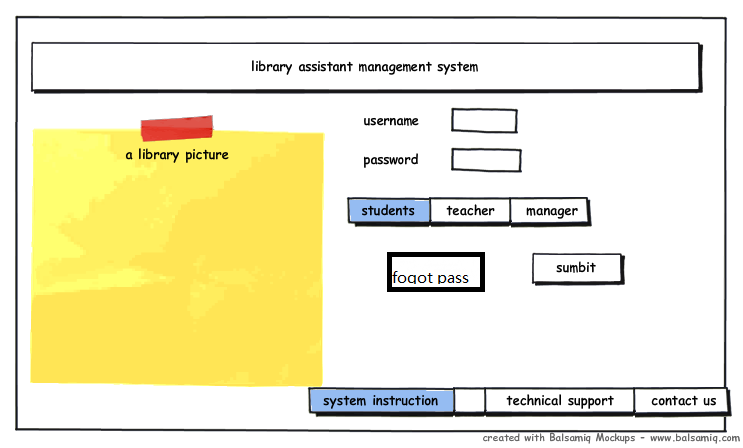 library assistant management system
username
a library picture
password
students teacher manager
fogot pass
sumbit
system instruction technical support contact us
created with Balsamiq Mockups - www.balsamiq.com